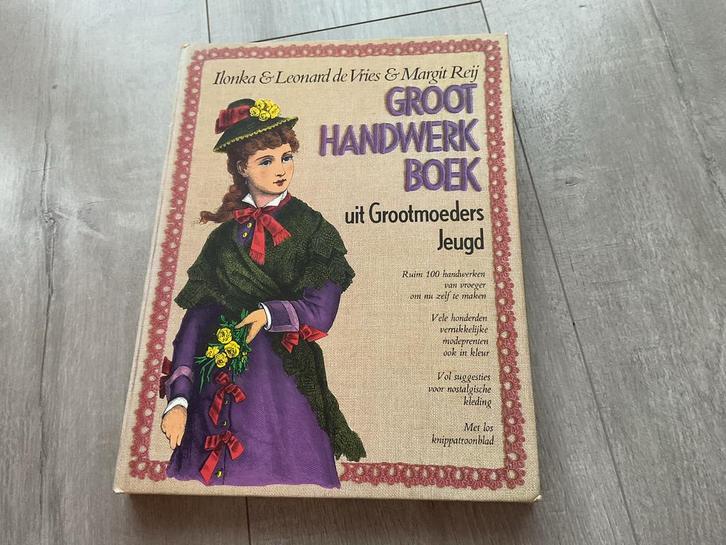 Ilonka & Leonard de Vries & Margit Reij
GROOT
HANDWERK
BOEK
uit Grootmoeders
Jeugd
Ruim 100 handwerken
van vroeger
om nu zelf te maken
Vele honderden
verrukkelijke
modeprenten
ook in kleur
Vol suggesties
voor nostalgische
kleding
Met los
knippatroonblad